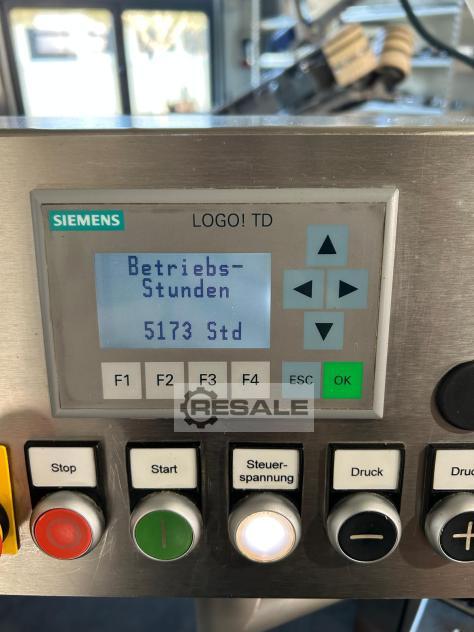 SIEMENS
LOGO! TD
Betriebs-
Stunden
5173 Std
F1 F2 F3 F4 ESC OK
RESALE
Stop
Start
Steuer-
spannung
Druck
Druc